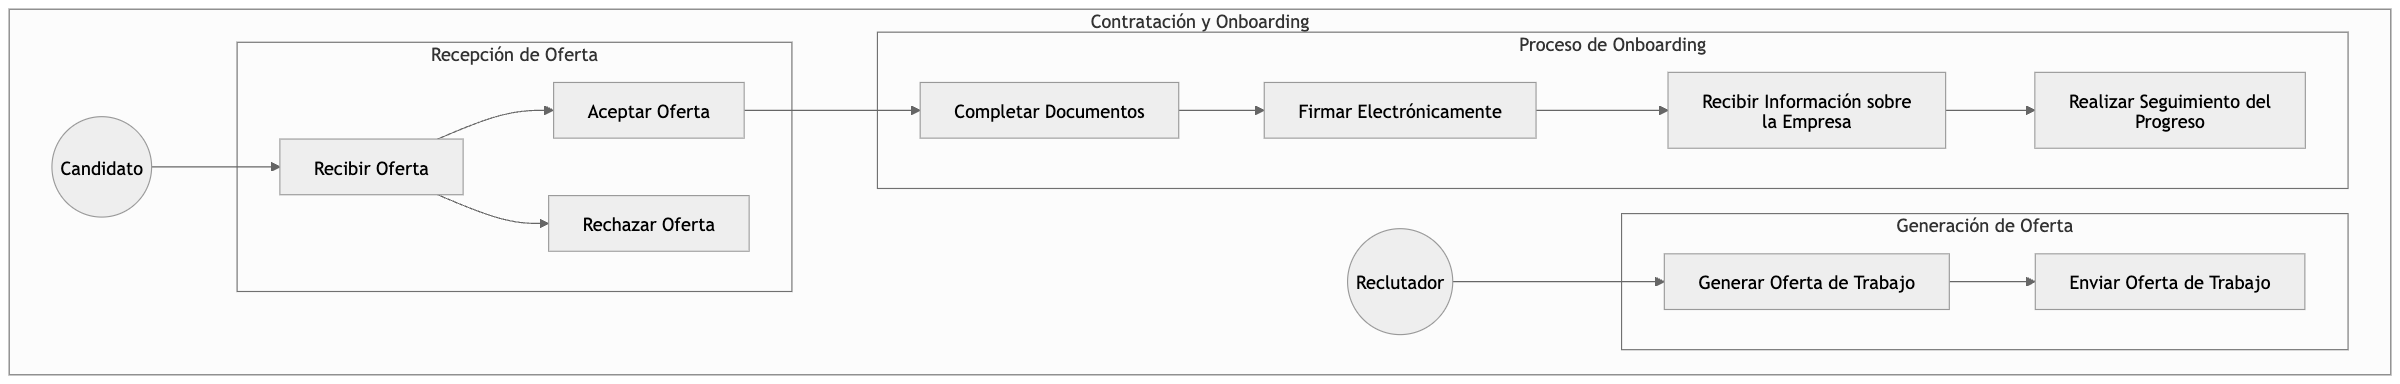 Contratación y Onboarding
Recepción de Oferta
Candidato
Recibir Oferta
Aceptar Oferta
Rechazar Oferta
Proceso de Onboarding
Completar Documentos
Firmar Electrónicamente
Recibir Información sobre
la Empresa
Realizar Seguimiento del
Progreso
Reclutador
Generación de Oferta
Generar Oferta de Trabajo
Enviar Oferta de Trabajo